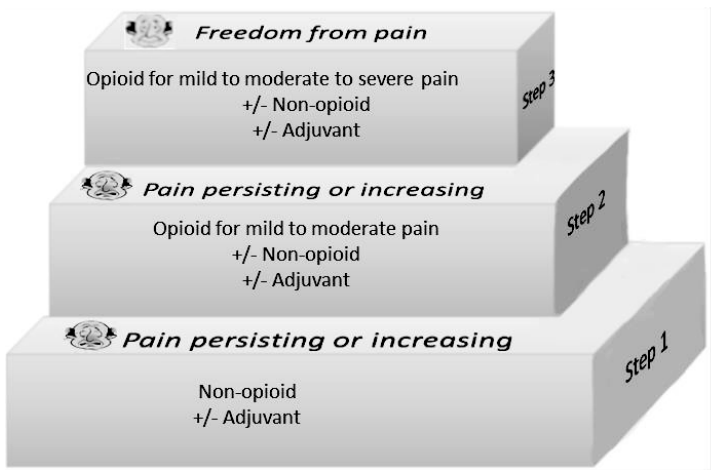 Freedom from pain
Opioid for mild to moderate to severe pain
+/- Non-opioid
+/- Adjuvant
Step 3
Pain persisting or increasing
Opioid for mild to moderate pain
+/- Non-opioid
+/- Adjuvant
Step 2
Pain persisting or increasing
Non-opioid
+/- Adjuvant
Step 1